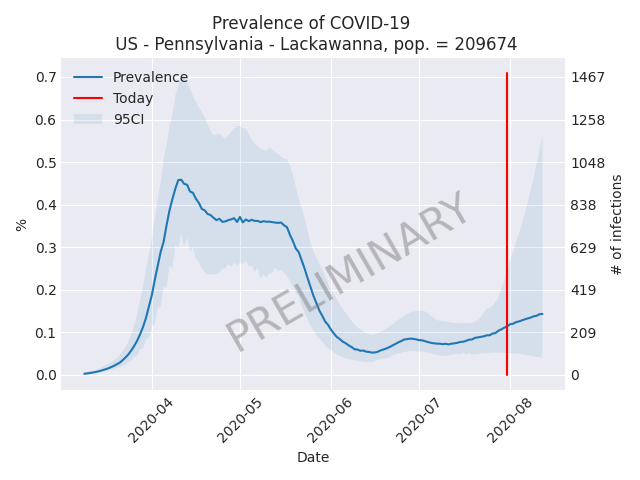 Prevalence of COVID-19
US - Pennsylvania - Lackawanna, pop. = 209674
Prevalence
Today
95CI
0.7
0.6
0.5
0.4
0.3
0.2
0.1
0.0
%
1467
1258
1048
838
629
419
209
0
# of infections
PRELIMINARY
2020-04
2020-05
2020-06
2020-07
2020-08
Date